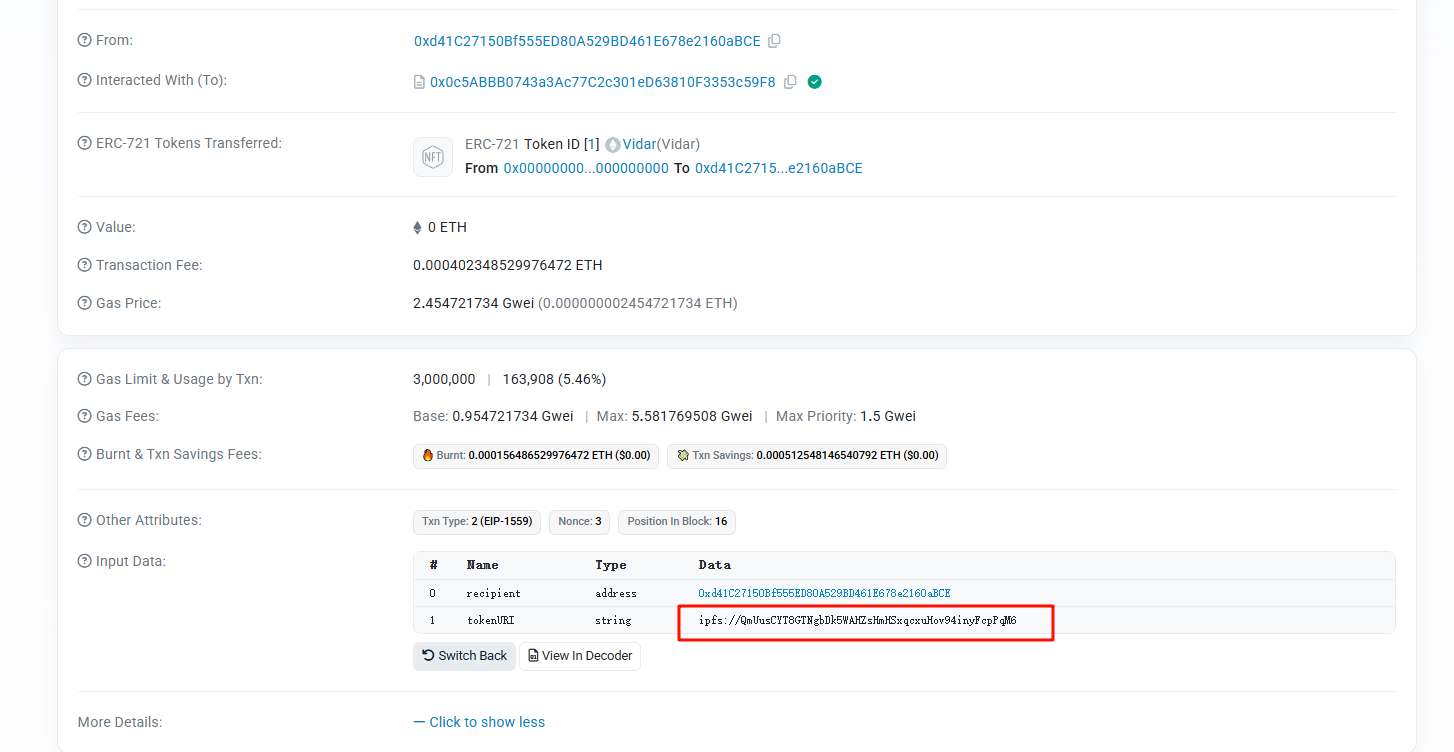 From:
0xd41C27150Bf555ED80A529BD461E678e2160aBCE
Interacted With (To):
0x0c5ABBB0743a3Ac77C2c301eD63810F3353c59F8
ERC-721 Tokens Transferred:
NFT
ERC-721 Token ID [1] Vidar(Vidar)
From 0x00000000...000000000 To 0xd41C2715...e2160aBCE
Value:
0 ETH
Transaction Fee:
0.000402348529976472 ETH
Gas Price:
2.454721734 Gwei (0.000000002454721734 ETH)
Gas Limit & Usage by Txn:
3,000,000 | 163,908 (5.46%)
Gas Fees:
Base: 0.954721734 Gwei | Max: 5.581769508 Gwei | Max Priority: 1.5 Gwei
Burnt & Txn Savings Fees:
Burnt: 0.000156486529976472 ETH ($0.00) Txn Savings: 0.000512548146540792 ETH ($0.00)
Other Attributes:
Txn Type: 2 (EIP-1559) Nonce: 3 Position In Block: 16
Input Data:
# Name Type Data
0 recipient address 0xd41C27150Bf555ED80A529BD461E678e2160aBCE
1 tokenURI string ipfs://QmUusCYT8GTNgbDk5WAHZsHmHSxqcxuHov94inyFcpPqM6
Switch Back View In Decoder
More Details:
— Click to show less